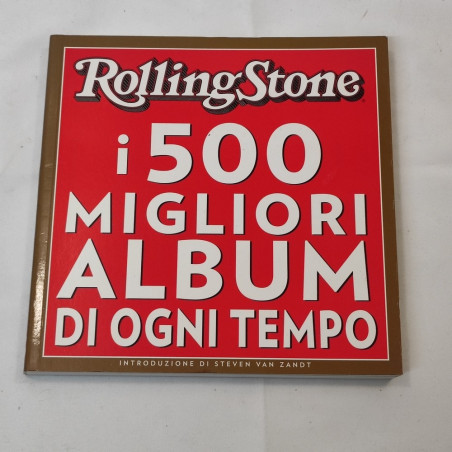 Rolling Stone
i 500
MIGLIORI
ALBUM
DI OGNI TEMPO
INTRODUZIONE DI STEVEN VAN ZANDT